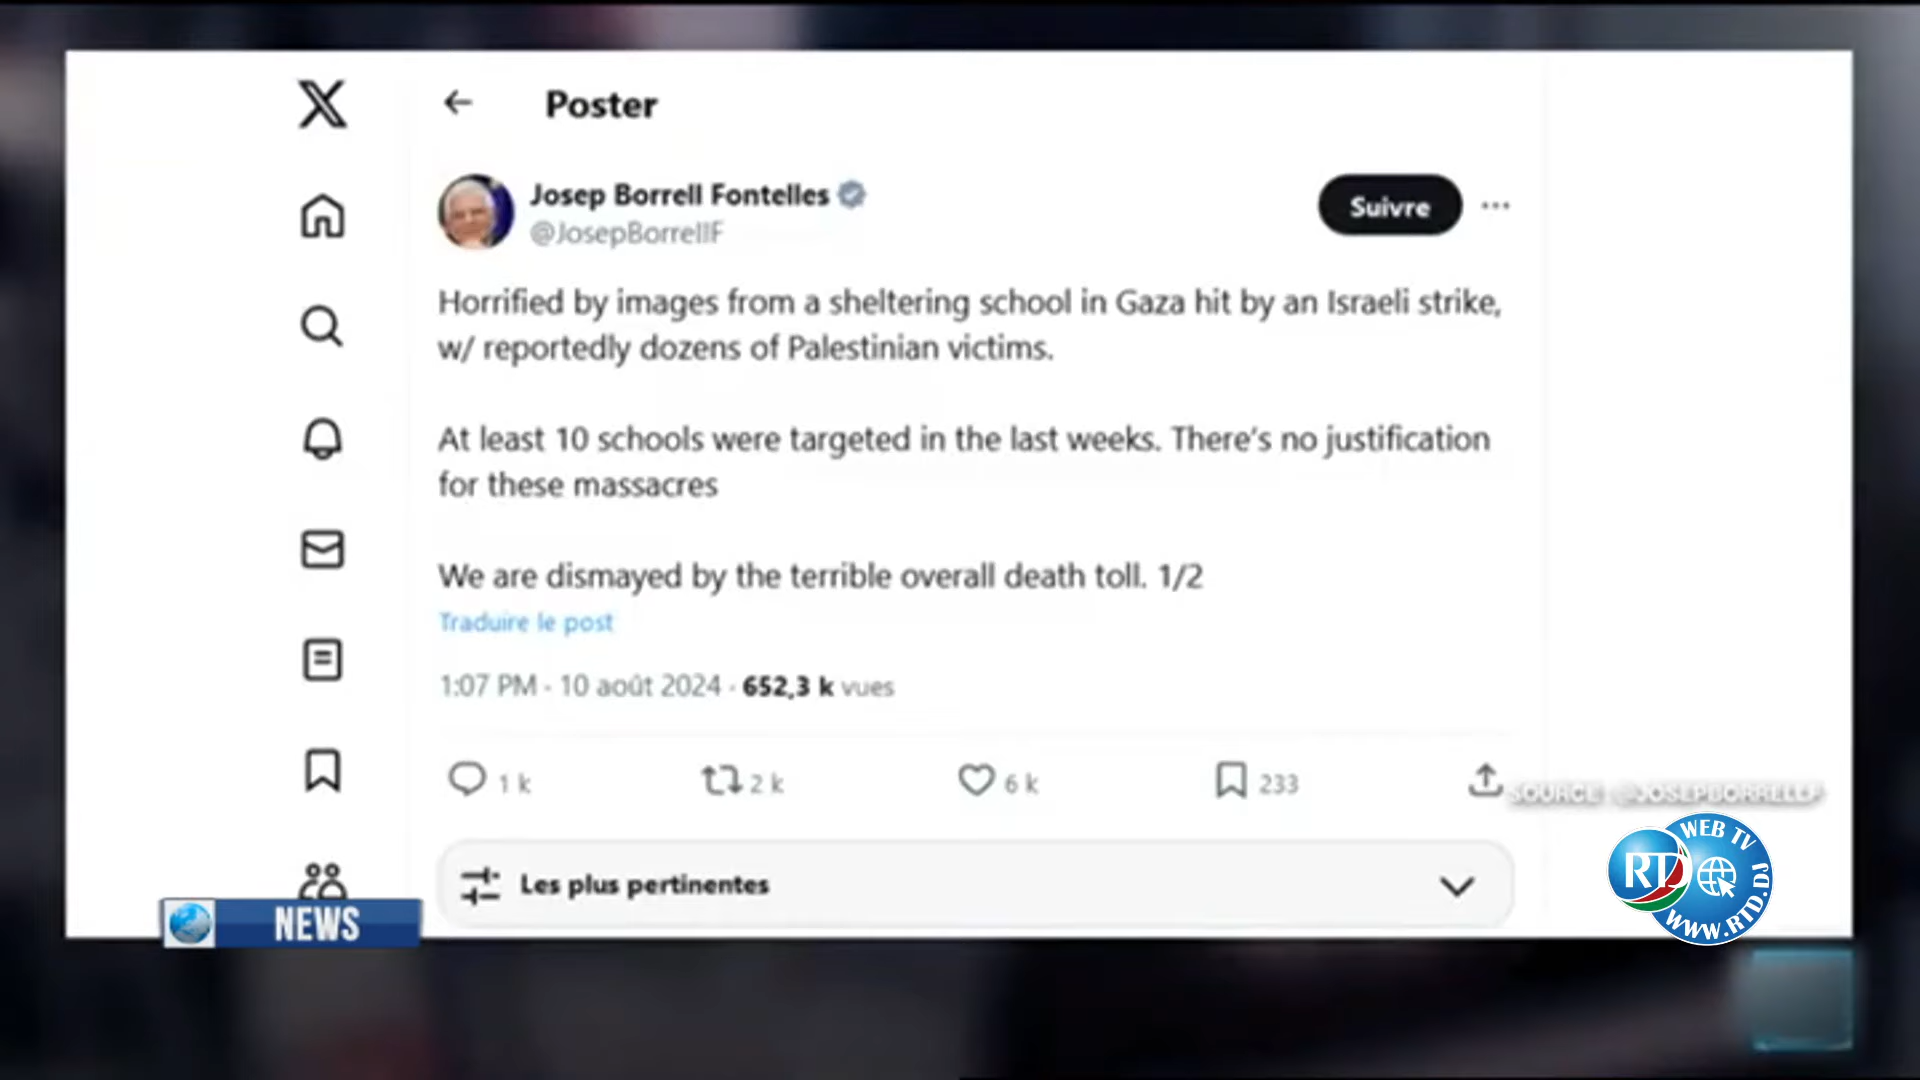 Poster
Josep Borrell Fontelles
@JosepBorrellF
Suivre
Horrified by images from a sheltering school in Gaza hit by an Israeli strike,
w/ reportedly dozens of Palestinian victims.
At least 10 schools were targeted in the last weeks. There's no justification
for these massacres
We are dismayed by the terrible overall death toll. 1/2
Traduire le post
1:07 PM · 10 août 2024 · 652,3 k vues
1 k
2 k
6 k
233
SOURCE : @JOSEPBORRELLF
Les plus pertinentes
NEWS
WEB TV
RTD
WWW.RTD.DJ